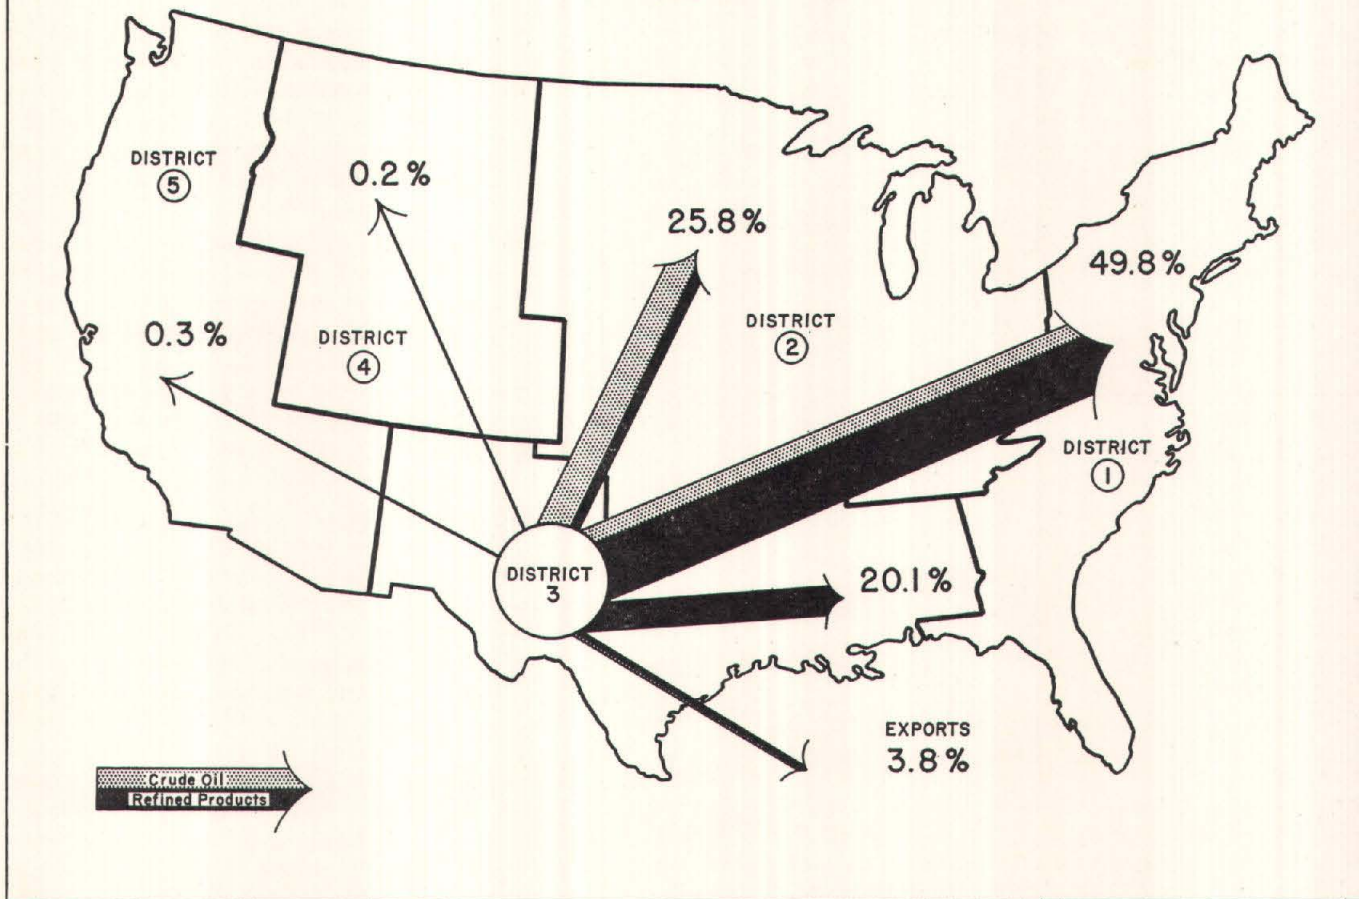 DISTRICT
5
0.2%
25.8%
49.8%
0.3%
DISTRICT
4
DISTRICT
2
DISTRICT
1
DISTRICT
3
20.1%
EXPORTS
3.8%
Crude Oil
Refined Products